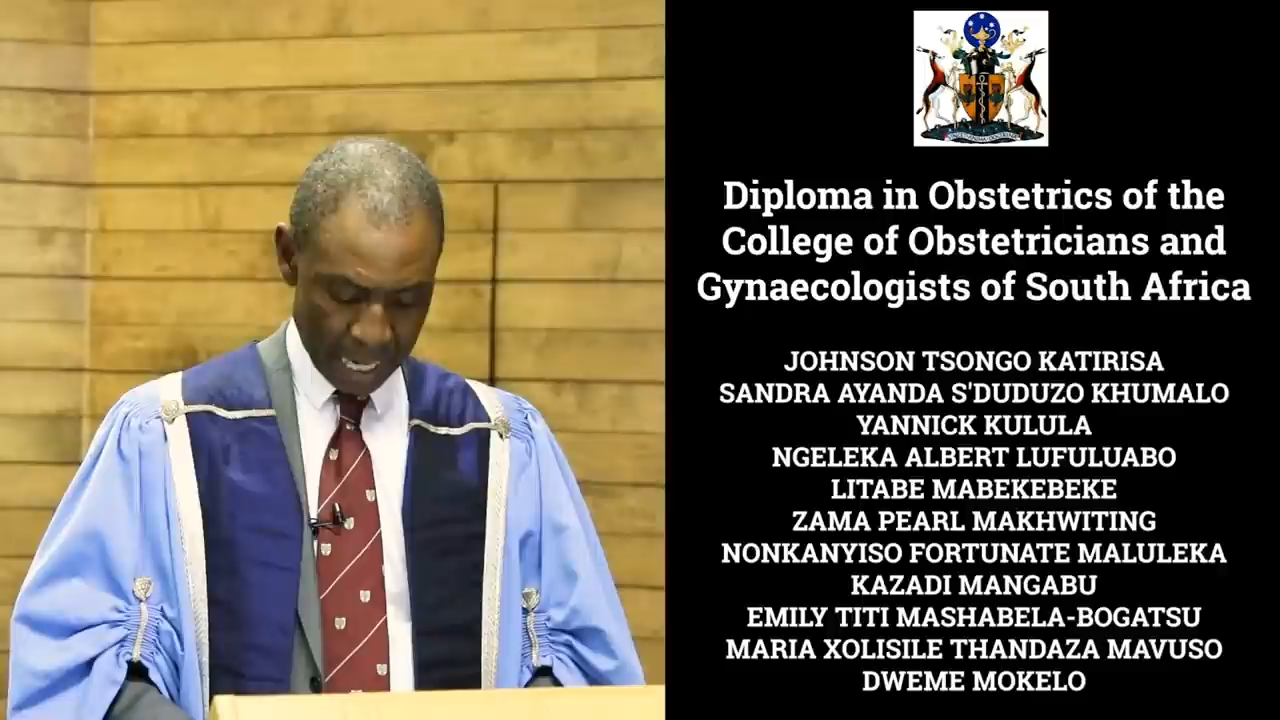 Diploma in Obstetrics of the
College of Obstetricians and
Gynaecologists of South Africa
JOHNSON TSONGO KATIRISA
SANDRA AYANDA S'DUDUZO KHUMALO
YANNICK KULULA
NGELEKA ALBERT LUFULUABO
LITABE MABEKEBEKE
ZAMA PEARL MAKHWITING
NONKANYISO FORTUNATE MALULEKA
KAZADI MANGABU
EMILY TITI MASHABELA-BOGATSU
MARIA XOLISILE THANDAZA MAVUSO
DWEME MOKELO